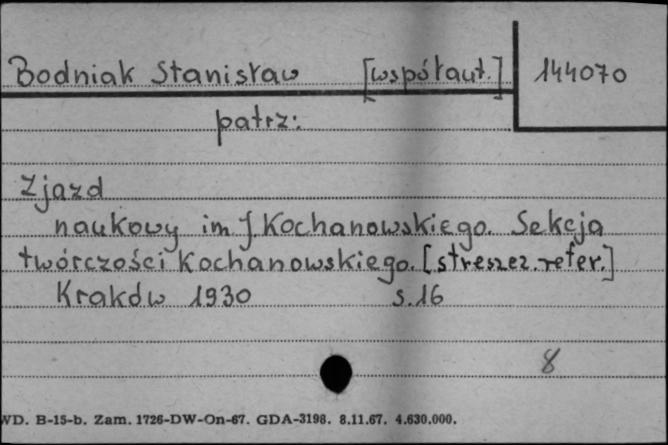 Bodniak Stanisław [współaut.] 144070
patrz:
Zjazd
naukowy im J Kochanowskiego. Sekcja
twórczości Kochanowskiego. [streszcz. refer.]
Kraków 1930 s. 16
8
WD. B-15-b. Zam. 1726-DW-On-67. GDA-3198. 8.11.67. 4.630.000.